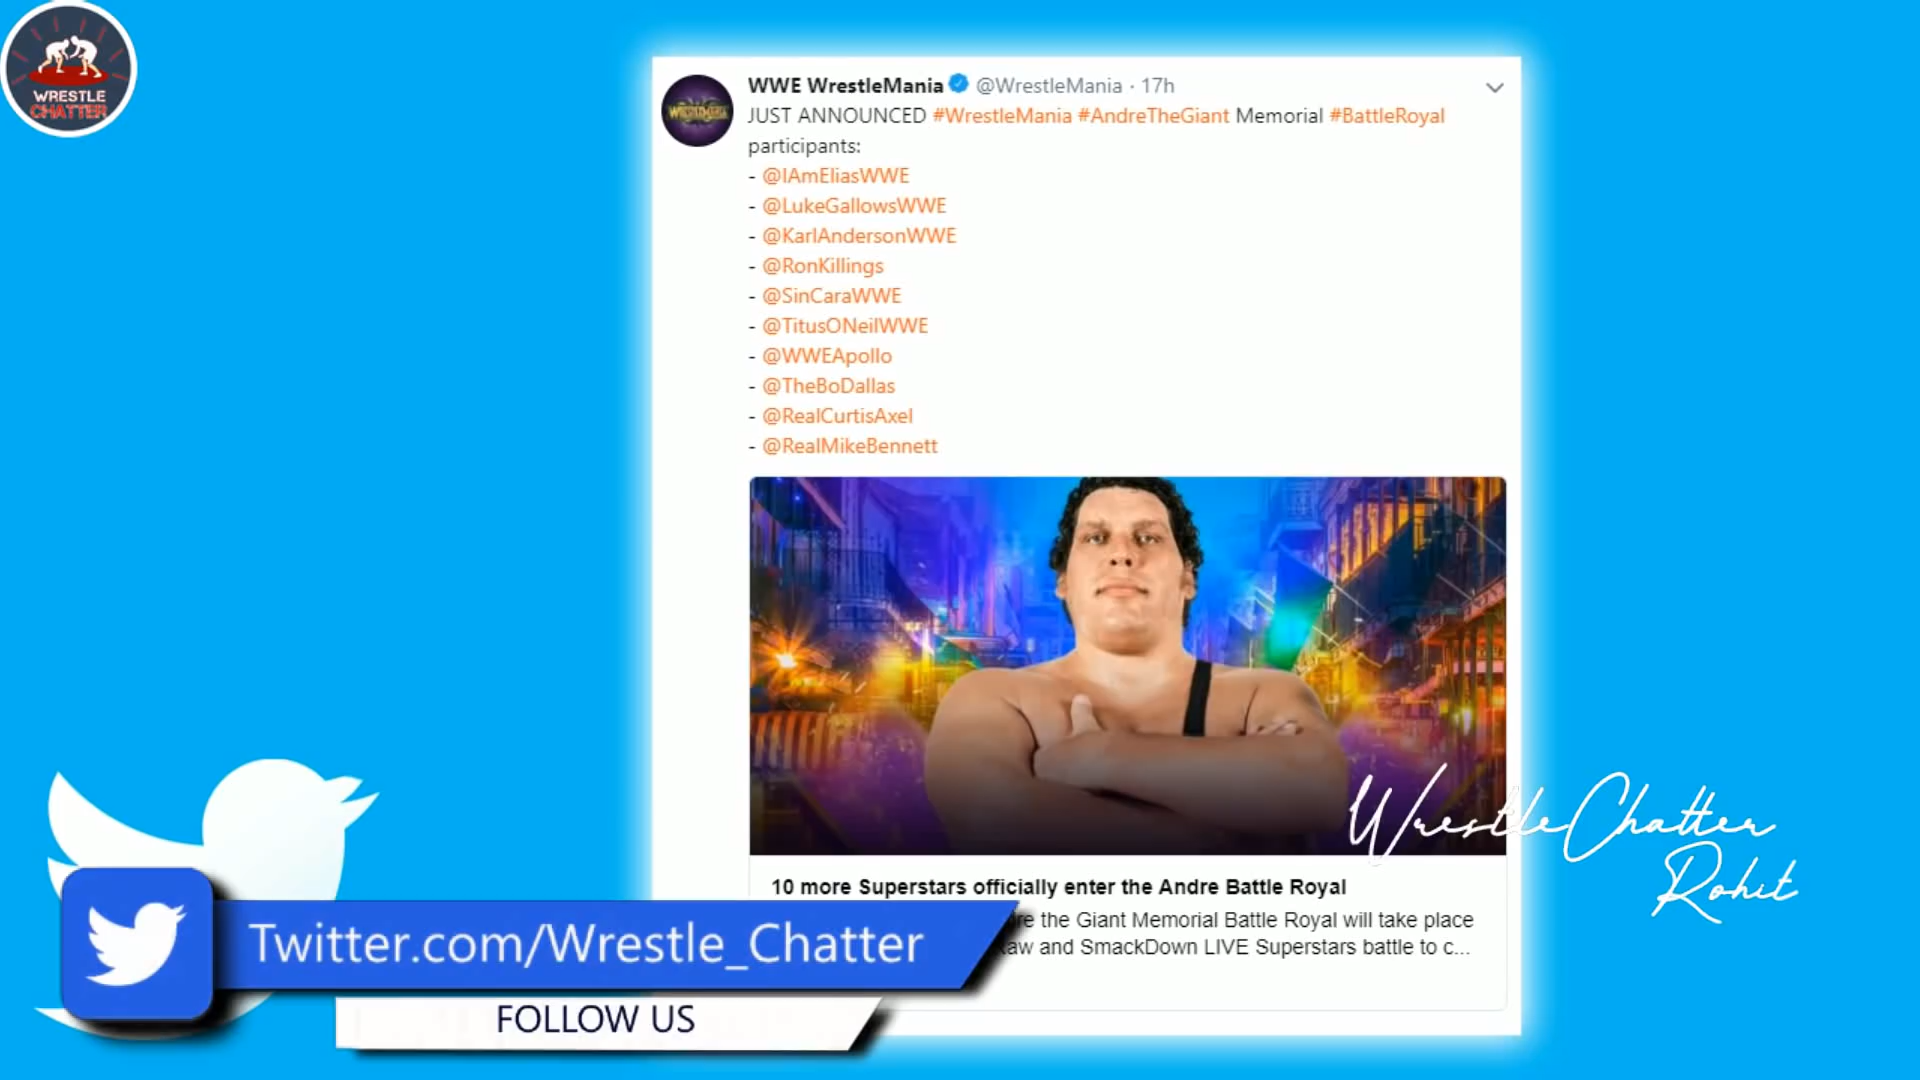 WRESTLE
CHATTER
WWE WrestleMania @WrestleMania · 17h
JUST ANNOUNCED #WrestleMania #AndreTheGiant Memorial #BattleRoyal
participants:
- @IAmEliasWWE
- @LukeGallowsWWE
- @KarlAndersonWWE
- @RonKillings
- @SinCaraWWE
- @TitusONeilWWE
- @WWEApollo
- @TheBoDallas
- @RealCurtisAxel
- @RealMikeBennett
WRESTLEMANIA
WrestleChatter
Rohit
10 more Superstars officially enter the Andre Battle Royal
the Giant Memorial Battle Royal will take place
and SmackDown LIVE Superstars battle to c...
Twitter.com/Wrestle_Chatter
FOLLOW US